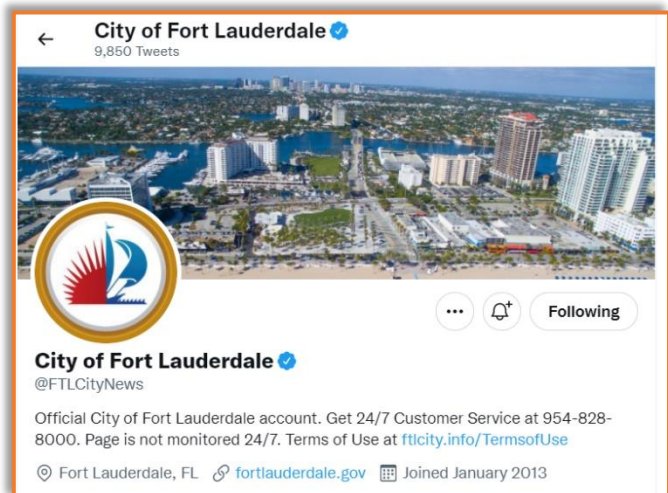 City of Fort Lauderdale
9,850 Tweets
Following
City of Fort Lauderdale
@FTLCityNews
Official City of Fort Lauderdale account. Get 24/7 Customer Service at 954-828-
8000. Page is not monitored 24/7. Terms of Use at ftlcity.info/TermsofUse
Fort Lauderdale, FL fortlauderdale.gov Joined January 2013